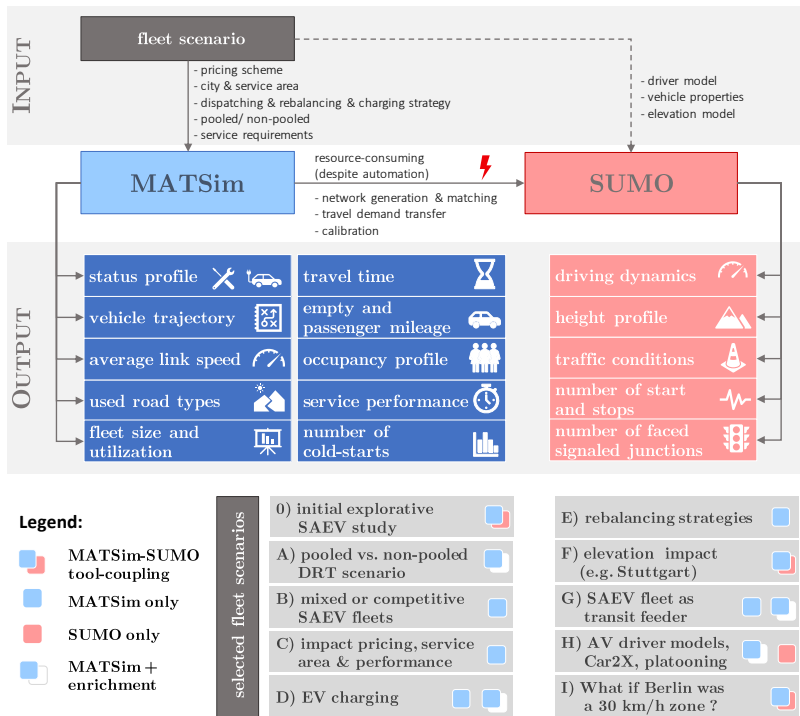 INPUT
fleet scenario
- pricing scheme
- city & service area
- dispatching & rebalancing & charging strategy
- pooled/ non-pooled
- service requirements
- driver model
- vehicle properties
- elevation model
MATSim
resource-consuming
(despite automation)
- network generation & matching
- travel demand transfer
- calibration
SUMO
OUTPUT
status profile
vehicle trajectory
average link speed
used road types
fleet size and
utilization
travel time
empty and
passenger mileage
occupancy profile
service performance
number of
cold-starts
driving dynamics
height profile
traffic conditions
number of start
and stops
number of faced
signaled junctions
Legend:
MATSim-SUMO
tool-coupling
MATSim only
SUMO only
MATSim +
enrichment
selected fleet scenarios
0) initial explorative
SAEV study
A) pooled vs. non-pooled
DRT scenario
B) mixed or competitive
SAEV fleets
C) impact pricing, service
area & performance
D) EV charging
E) rebalancing strategies
F) elevation impact
(e.g. Stuttgart)
G) SAEV fleet as
transit feeder
H) AV driver models,
Car2X, platooning
I) What if Berlin was
a 30 km/h zone ?